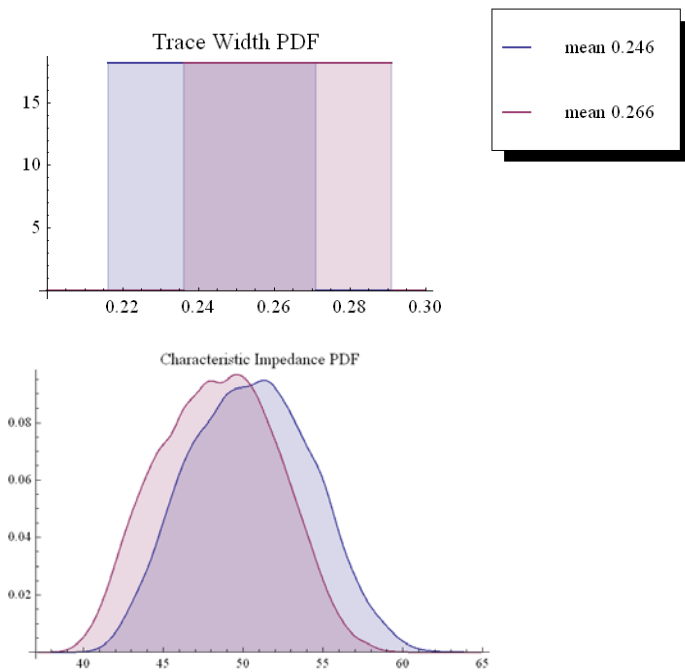 Trace Width PDF
mean 0.246
mean 0.266
15
10
5
0.22 0.24 0.26 0.28 0.30
Characteristic Impedance PDF
0.08
0.06
0.04
0.02
40 45 50 55 60 65